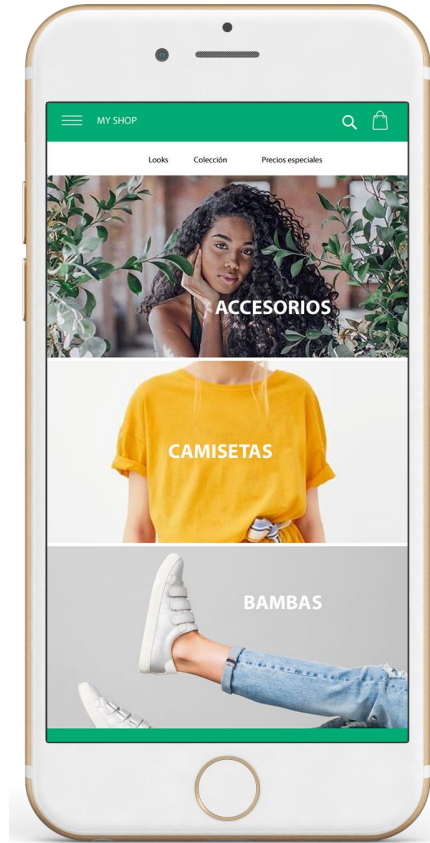 MY SHOP
Looks Colección Precios especiales
ACCESORIOS
CAMISETAS
BAMBAS